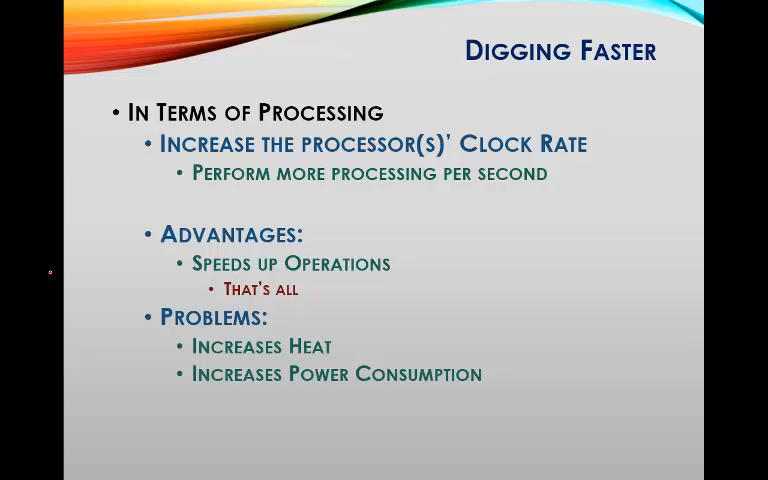 Digging Faster
• In Terms of Processing
• Increase the processor(s)' Clock Rate
• Perform more processing per second
• Advantages:
• Speeds up Operations
• That's all
• Problems:
• Increases Heat
• Increases Power Consumption